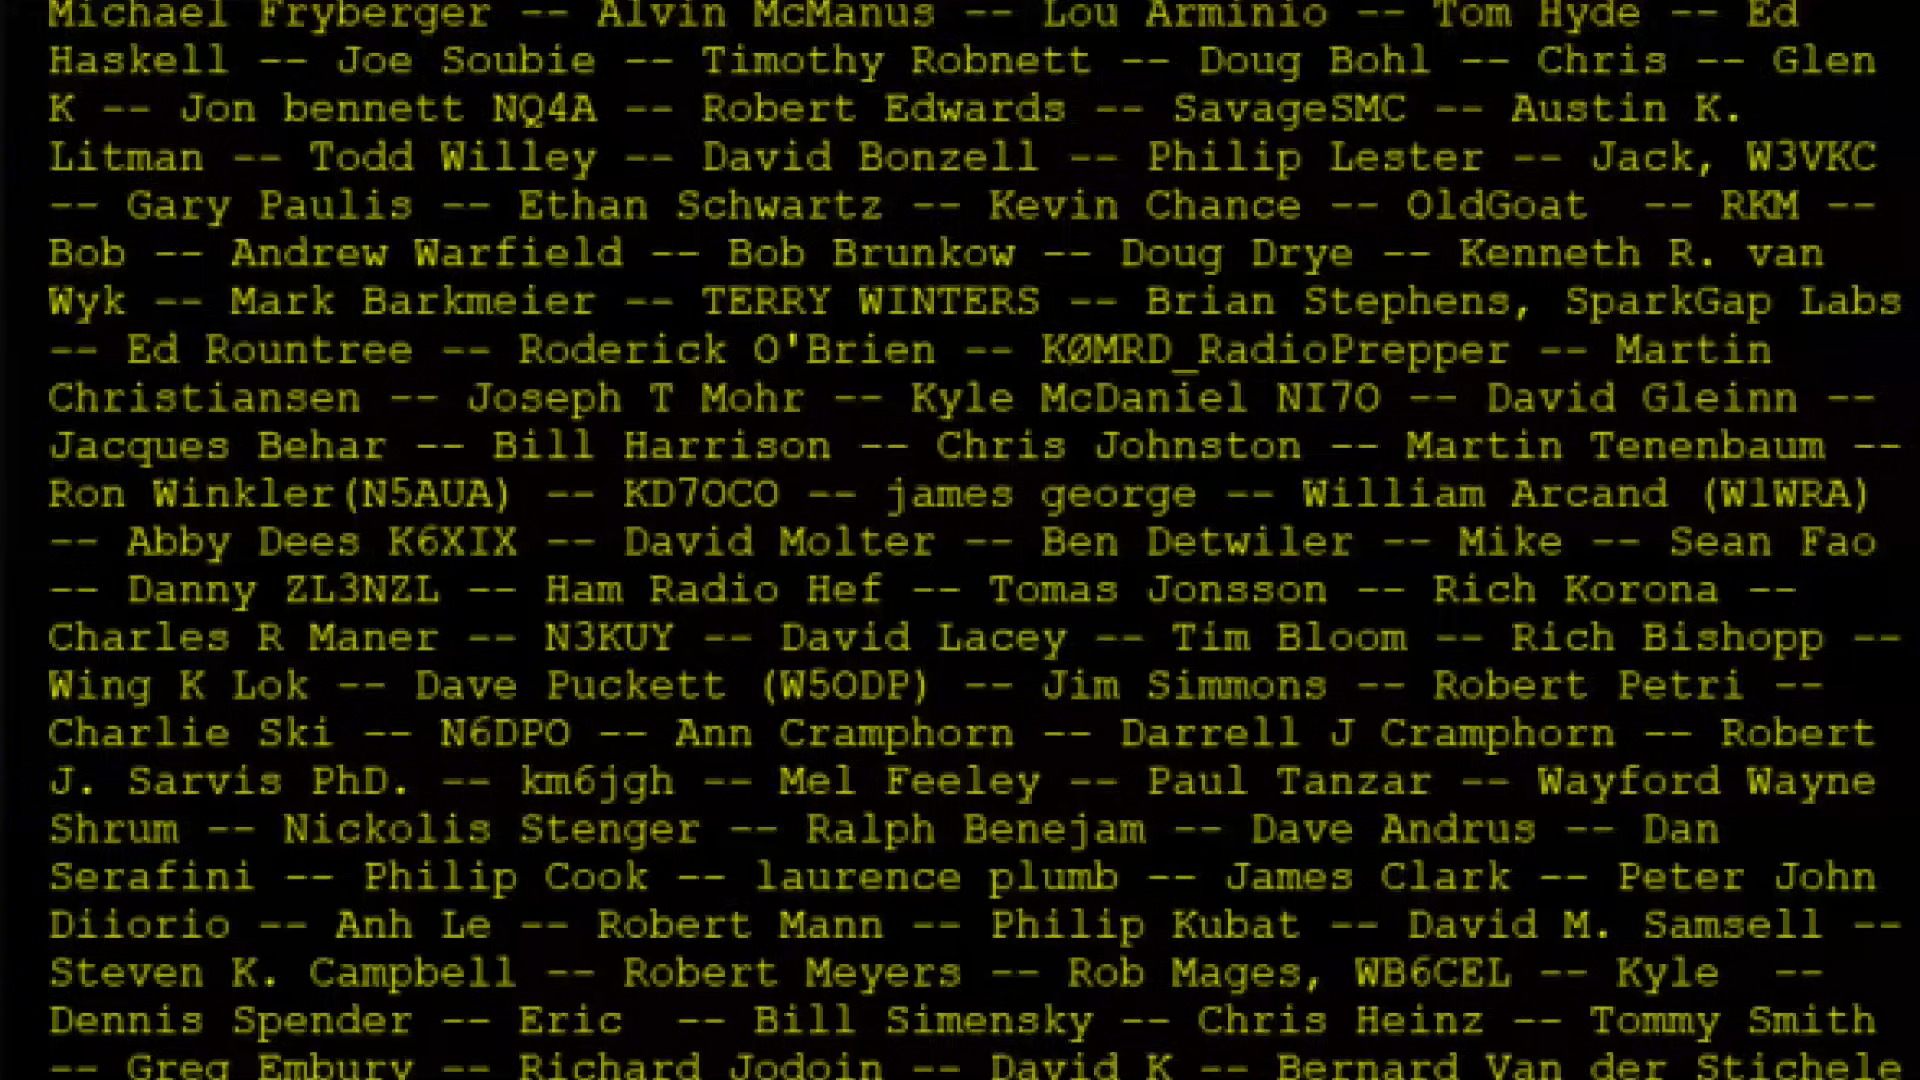 Michael Fryberger -- Alvin McManus -- Lou Arminio -- Tom Hyde -- Ed
Haskell -- Joe Soubie -- Timothy Robnett -- Doug Bohl -- Chris -- Glen
K -- Jon bennett NQ4A -- Robert Edwards -- SavageSMC -- Austin K.
Litman -- Todd Willey -- David Bonzell -- Philip Lester -- Jack, W3VKC
-- Gary Paulis -- Ethan Schwartz -- Kevin Chance -- OldGoat  -- RKM --
Bob -- Andrew Warfield -- Bob Brunkow -- Doug Drye -- Kenneth R. van
Wyk -- Mark Barkmeier -- TERRY WINTERS -- Brian Stephens, SparkGap Labs
-- Ed Rountree -- Roderick O'Brien -- KØMRD_RadioPrepper -- Martin
Christiansen -- Joseph T Mohr -- Kyle McDaniel NI7O -- David Gleinn --
Jacques Behar -- Bill Harrison -- Chris Johnston -- Martin Tenenbaum --
Ron Winkler(N5AUA) -- KD7OCO -- james george -- William Arcand (W1WRA)
-- Abby Dees K6XIX -- David Molter -- Ben Detwiler -- Mike -- Sean Fao
-- Danny ZL3NZL -- Ham Radio Hef -- Tomas Jonsson -- Rich Korona --
Charles R Maner -- N3KUY -- David Lacey -- Tim Bloom -- Rich Bishopp --
Wing K Lok -- Dave Puckett (W5ODP) -- Jim Simmons -- Robert Petri --
Charlie Ski -- N6DPO -- Ann Cramphorn -- Darrell J Cramphorn -- Robert
J. Sarvis PhD. -- km6jgh -- Mel Feeley -- Paul Tanzar -- Wayford Wayne
Shrum -- Nickolis Stenger -- Ralph Benejam -- Dave Andrus -- Dan
Serafini -- Philip Cook -- laurence plumb -- James Clark -- Peter John
Diiorio -- Anh Le -- Robert Mann -- Philip Kubat -- David M. Samsell --
Steven K. Campbell -- Robert Meyers -- Rob Mages, WB6CEL -- Kyle  --
Dennis Spender -- Eric  -- Bill Simensky -- Chris Heinz -- Tommy Smith
-- Greg Embury -- Richard Jodoin -- David K -- Bernard Van der Stichele